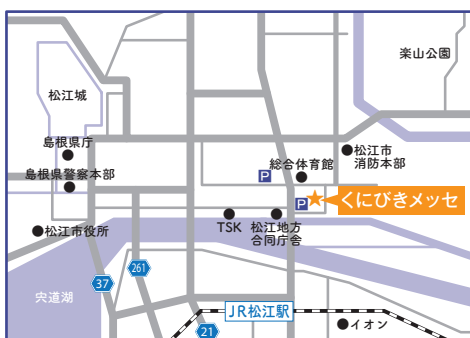 楽山公園
松江城
島根県庁
松江市
消防本部
総合体育館
P
島根県警察本部
P
くにびきメッセ
TSK
松江地方
合同庁舎
松江市役所
261
37
宍道湖
JR松江駅
21
イオン